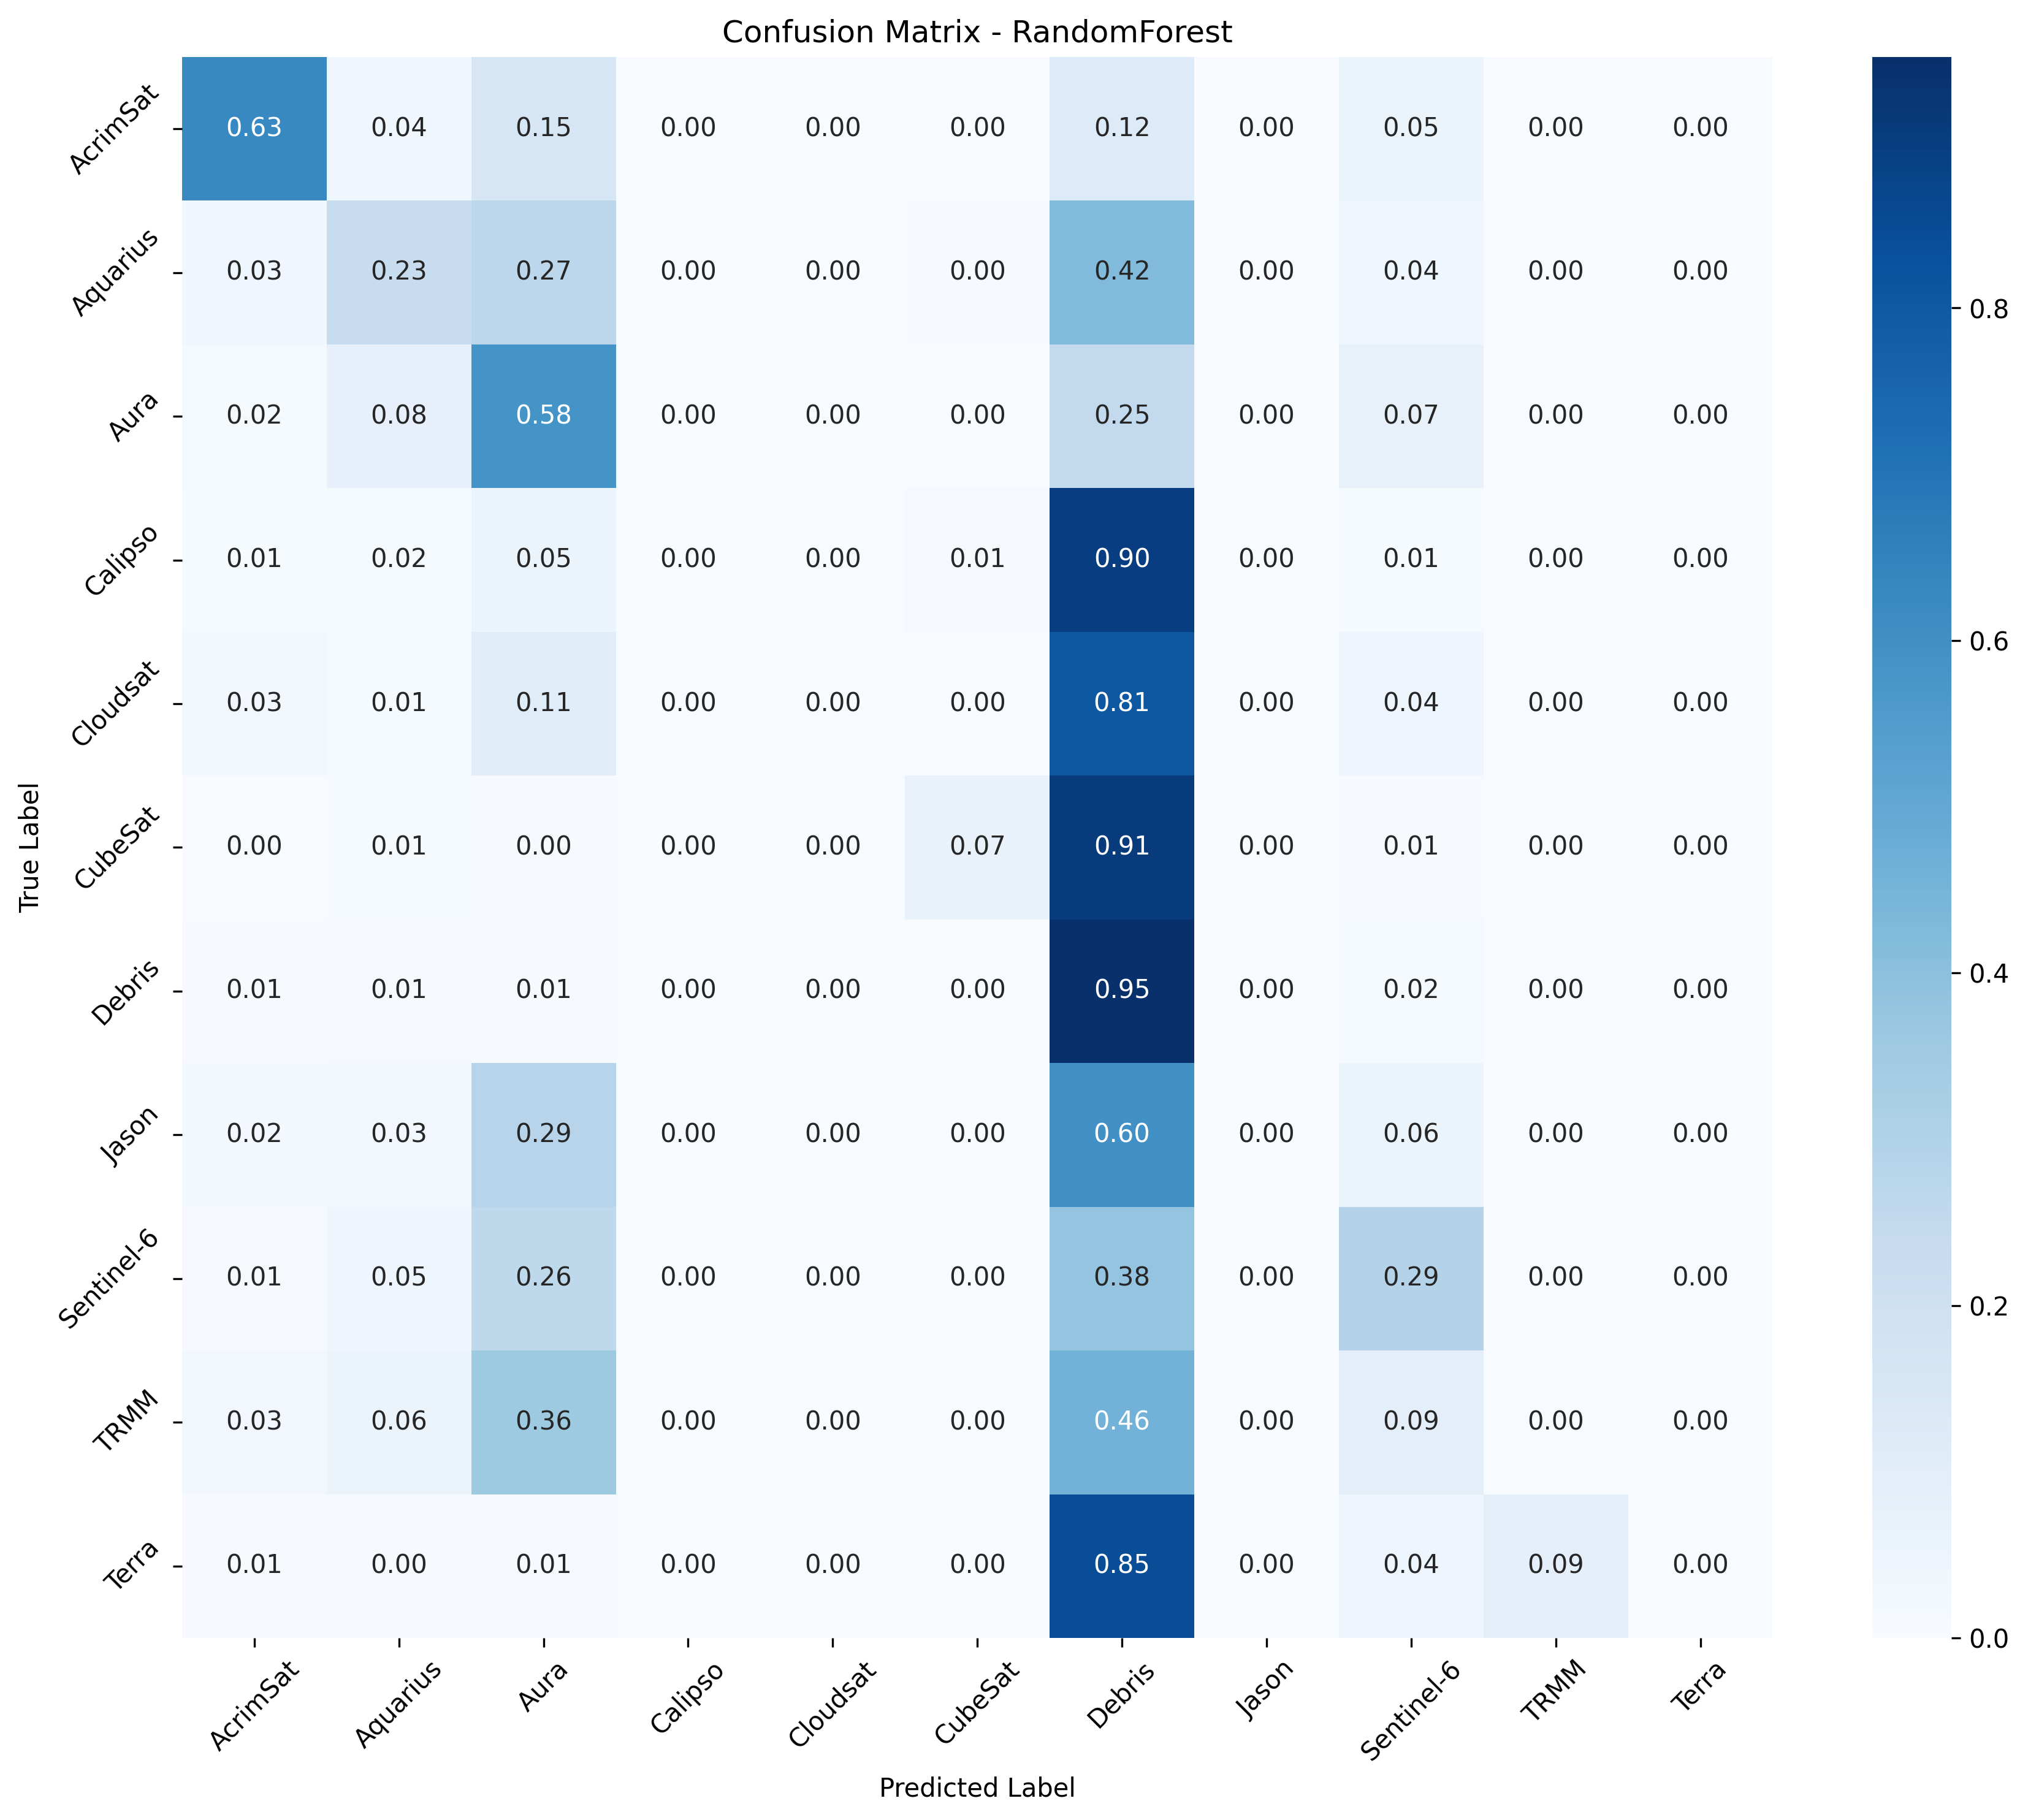 Confusion Matrix - RandomForest
AcrimSat 0.63 0.04 0.15 0.00 0.00 0.00 0.12 0.00 0.05 0.00 0.00
Aquarius 0.03 0.23 0.27 0.00 0.00 0.00 0.42 0.00 0.04 0.00 0.00
Aura 0.02 0.08 0.58 0.00 0.00 0.00 0.25 0.00 0.07 0.00 0.00
Calipso 0.01 0.02 0.05 0.00 0.00 0.01 0.90 0.00 0.01 0.00 0.00
Cloudsat 0.03 0.01 0.11 0.00 0.00 0.00 0.81 0.00 0.04 0.00 0.00
CubeSat 0.00 0.01 0.00 0.00 0.00 0.07 0.91 0.00 0.01 0.00 0.00
Debris 0.01 0.01 0.01 0.00 0.00 0.00 0.95 0.00 0.02 0.00 0.00
Jason 0.02 0.03 0.29 0.00 0.00 0.00 0.60 0.00 0.06 0.00 0.00
Sentinel-6 0.01 0.05 0.26 0.00 0.00 0.00 0.38 0.00 0.29 0.00 0.00
TRMM 0.03 0.06 0.36 0.00 0.00 0.00 0.46 0.00 0.09 0.00 0.00
Terra 0.01 0.00 0.01 0.00 0.00 0.00 0.85 0.00 0.04 0.09 0.00
True Label
AcrimSat Aquarius Aura Calipso Cloudsat CubeSat Debris Jason Sentinel-6 TRMM Terra
Predicted Label
0.8
0.6
0.4
0.2
0.0